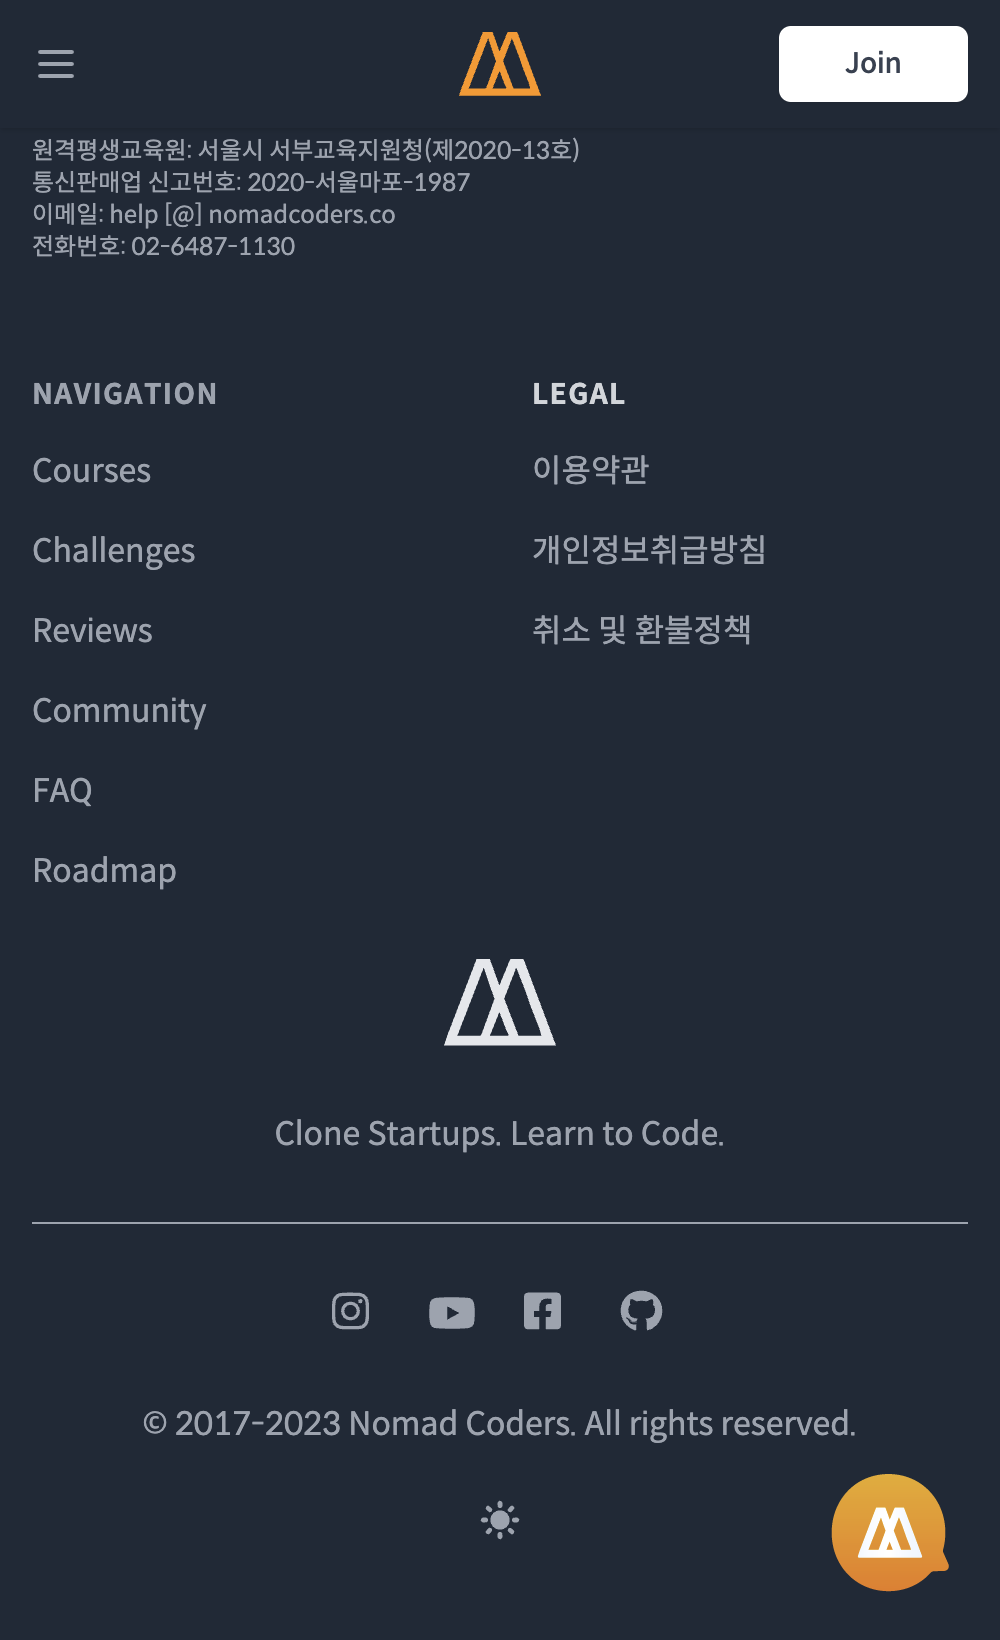 Join
원격평생교육원: 서울시 서부교육지원청(제2020-13호)
통신판매업 신고번호: 2020-서울마포-1987
이메일: help [@] nomadcoders.co
전화번호: 02-6487-1130
NAVIGATION
Courses
Challenges
Reviews
Community
FAQ
Roadmap
LEGAL
이용약관
개인정보취급방침
취소 및 환불정책
Clone Startups. Learn to Code.
© 2017-2023 Nomad Coders. All rights reserved.